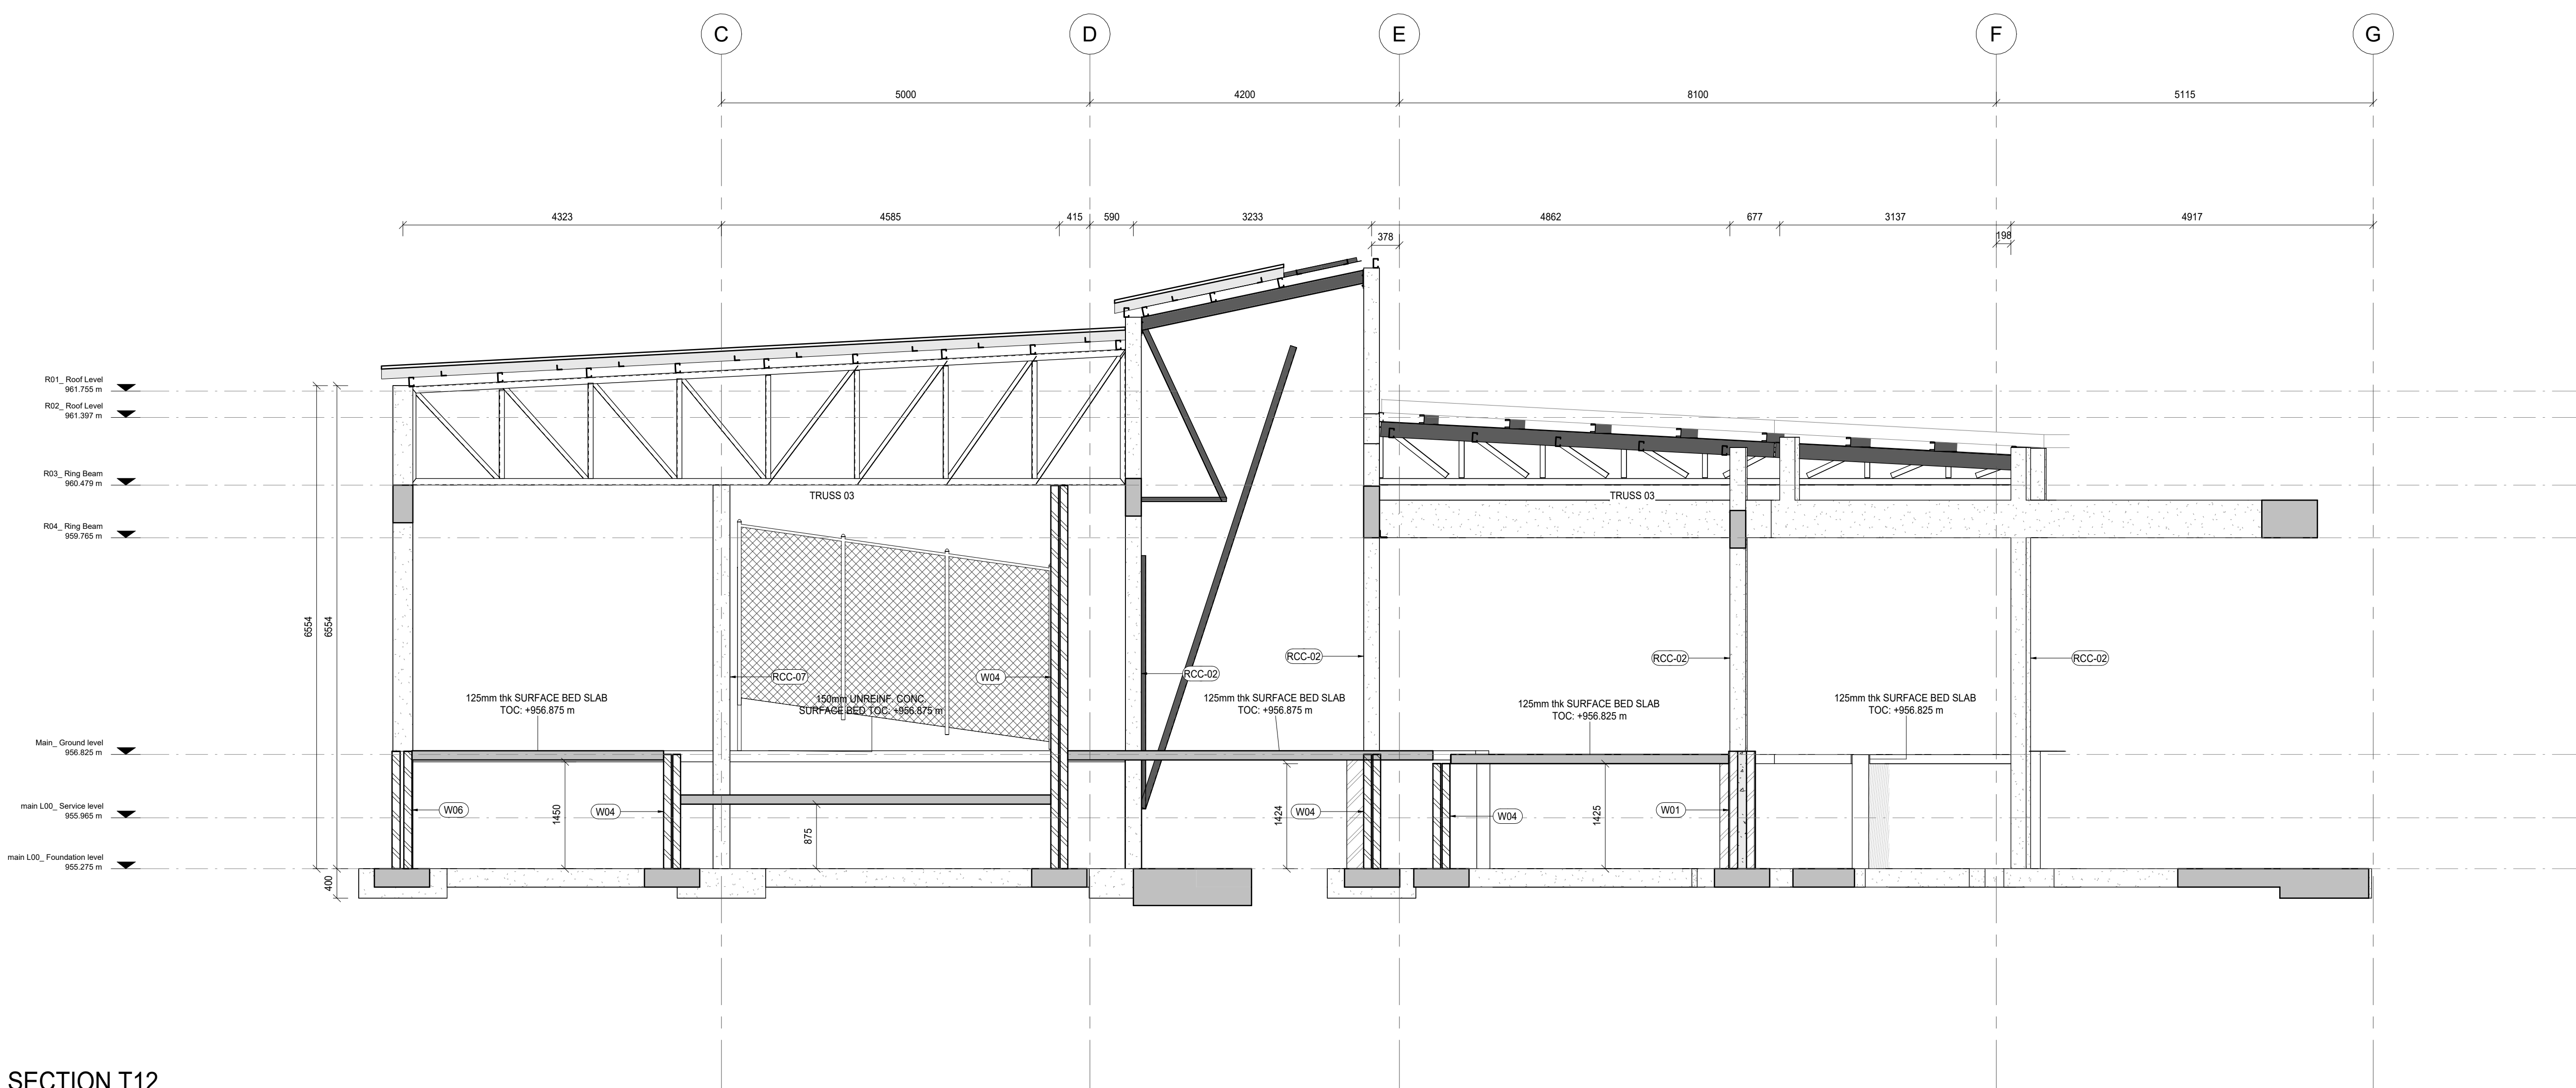 C
D
E
F
G
5000
4200
8100
5115
4323
4585
415
590
3233
4862
677
3137
4917
378
198
R01_ Roof Level
961.755 m
R02_ Roof Level
961.397 m
R03_ Ring Beam
960.479 m
R04_ Ring Beam
959.765 m
Main_ Ground level
956.825 m
main L00_ Service level
955.965 m
main L00_ Foundation level
955.275 m
6554
6554
400
TRUSS 03
TRUSS 03
RCC-07
W04
RCC-02
RCC-02
RCC-02
RCC-02
125mm thk SURFACE BED SLAB
TOC: +956.875 m
150mm UNREINF. CONC.
SURFACE BED TOC: +956.875 m
125mm thk SURFACE BED SLAB
TOC: +956.875 m
125mm thk SURFACE BED SLAB
TOC: +956.825 m
125mm thk SURFACE BED SLAB
TOC: +956.825 m
W06
1450
W04
875
1424
W04
W04
1425
W01
SECTION T12